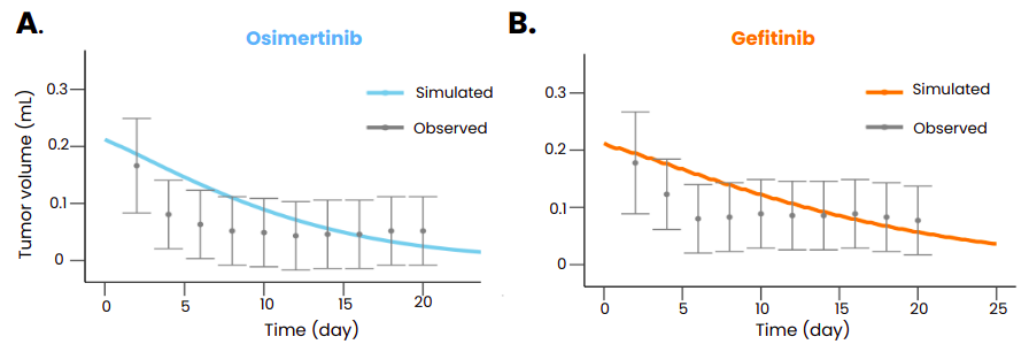 A.
Osimertinib
Tumor volume (mL)
0.3
0.2
0.1
0
Simulated
Observed
0 5 10 15 20
Time (day)
B.
Gefitinib
0.3
0.2
0.1
0
Simulated
Observed
0 5 10 15 20 25
Time (day)